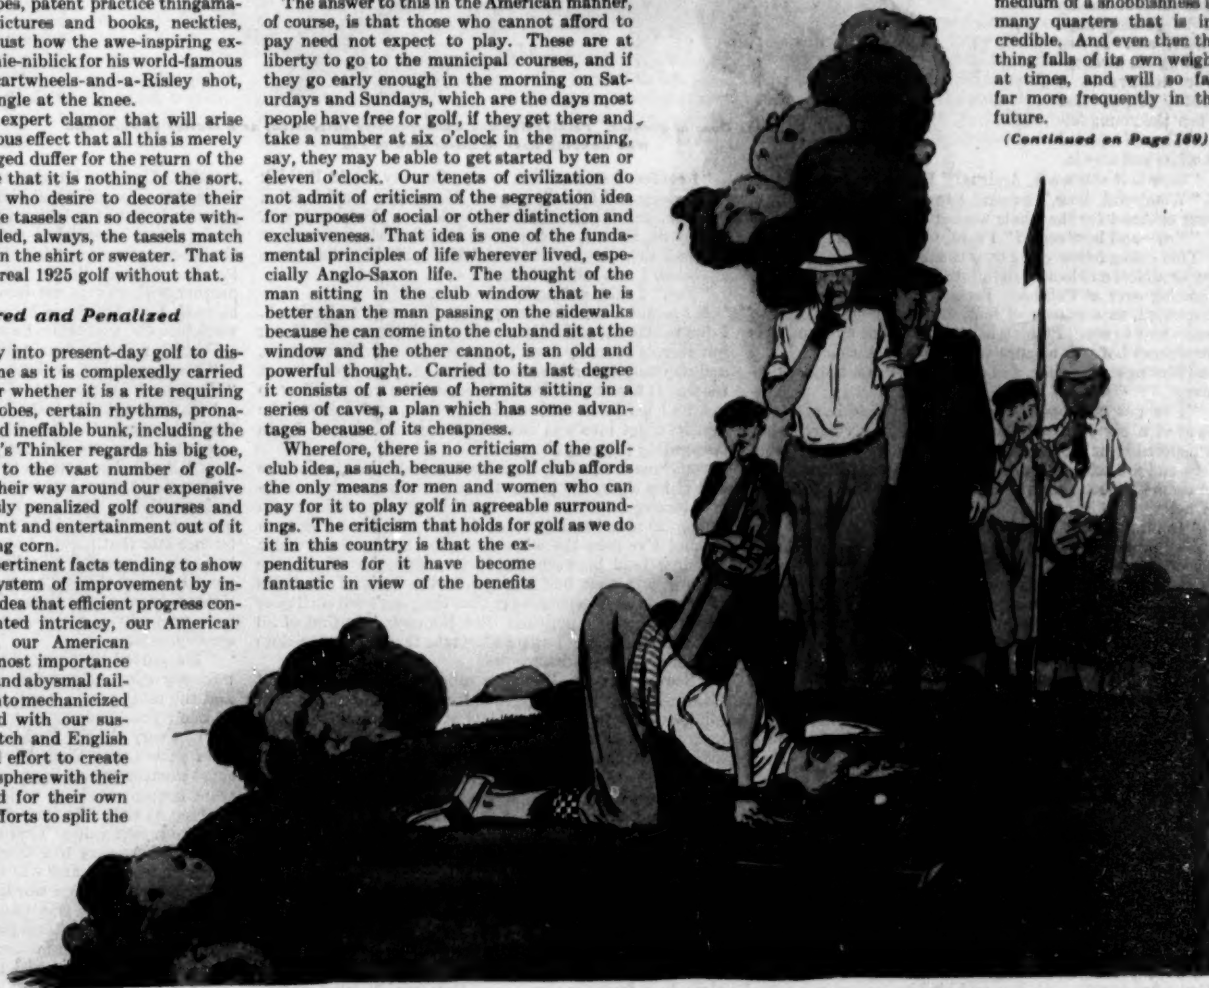 pes, patent practice thingama-
ictures and books, neckties,
ust how the awe-inspiring ex-
hie-niblick for his world-famous
cartwheels-and-a-Risley shot,
ngle at the knee.
expert clamor that will arise
ous effect that all this is merely
ged duffer for the return of the
e that it is nothing of the sort.
who desire to decorate their
e tassels can so decorate with-
led, always, the tassels match
n the shirt or sweater. That is
real 1925 golf without that.
red and Penalized
y into present-day golf to dis-
ne as it is complexedly carried
r whether it is a rite requiring
obes, certain rhythms, prona-
d ineffable bunk, including the
's Thinker regards his big toe,
to the vast number of golf-
heir way around our expensive
ly penalized golf courses and
nt and entertainment out of it
ng corn.
pertinent facts tending to show
ystem of improvement by in-
dea that efficient progress con-
ated intricacy, our American
our American
most importance
and abysmal fail-
nto mechanicized
d with our sus-
tch and English
l effort to create
sphere with their
d for their own
forts to split the
The answer to this in the American manner,
of course, is that those who cannot afford to
pay need not expect to play. These are at
liberty to go to the municipal courses, and if
they go early enough in the morning on Sat-
urdays and Sundays, which are the days most
people have free for golf, if they get there and
take a number at six o'clock in the morning,
say, they may be able to get started by ten or
eleven o'clock. Our tenets of civilization do
not admit of criticism of the segregation idea
for purposes of social or other distinction and
exclusiveness. That idea is one of the funda-
mental principles of life wherever lived, espe-
cially Anglo-Saxon life. The thought of the
man sitting in the club window that he is
better than the man passing on the sidewalks
because he can come into the club and sit at the
window and the other cannot, is an old and
powerful thought. Carried to its last degree
it consists of a series of hermits sitting in a
series of caves, a plan which has some advan-
tages because of its cheapness.
Wherefore, there is no criticism of the golf-
club idea, as such, because the golf club affords
the only means for men and women who can
pay for it to play golf in agreeable surround-
ings. The criticism that holds for golf as we do
it in this country is that the ex-
penditures for it have become
fantastic in view of the benefits
medium of a snobbishness i
many quarters that is in
credible. And even then th
thing falls of its own weigh
at times, and will so fa
far more frequently in th
future.
(Continued on Page 169)